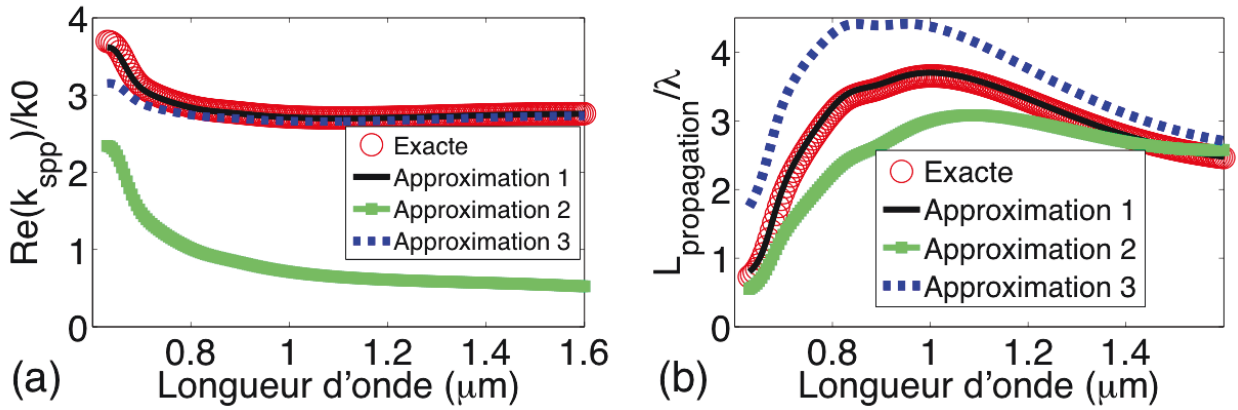 4
3
2
1
0
Re(k_spp)/k0
0.8
1
1.2
1.4
1.6
Longueur d'onde (μm)
(a)
Exacte
Approximation 1
Approximation 2
Approximation 3
4
3
2
1
0
L_propagation/λ
0.8
1
1.2
1.4
Longueur d'onde (μm)
(b)
Exacte
Approximation 1
Approximation 2
Approximation 3